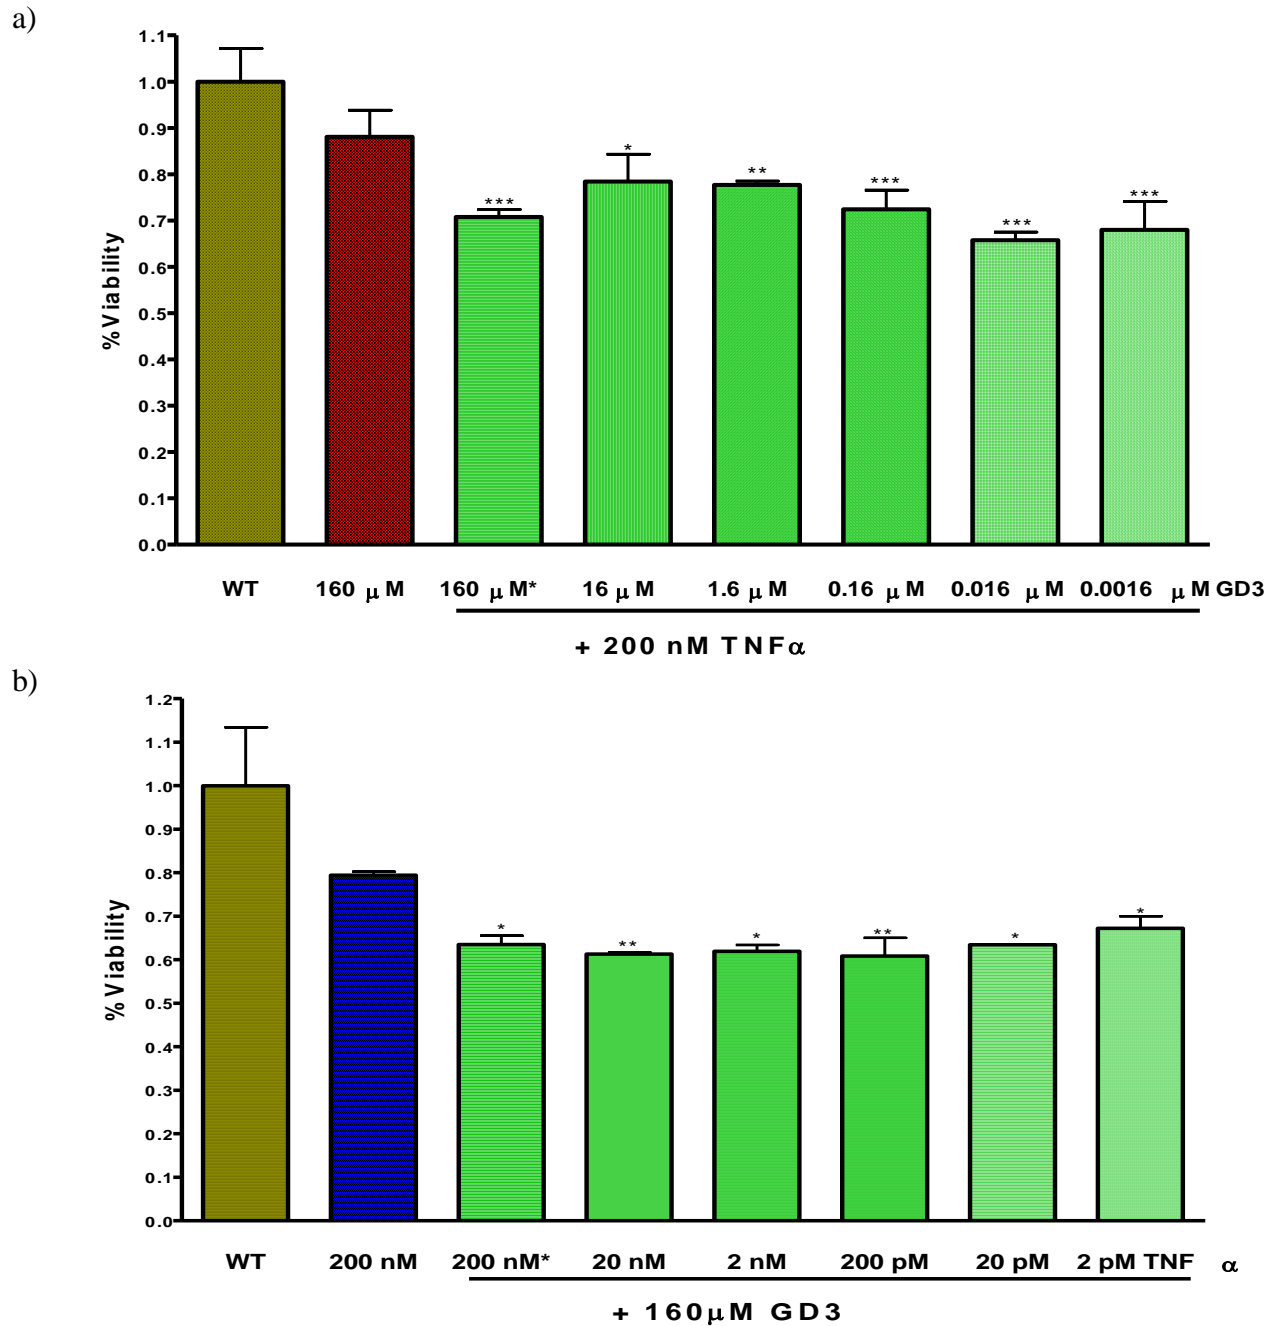 a)
1.1
1.0
0.9
0.8
0.7
0.6
0.5
0.4
0.3
0.2
0.1
0.0
%Viability
*** * ** *** *** ***
WT 160 μM 160 μM* 16 μM 1.6 μM 0.16 μM 0.016 μM 0.0016 μM GD3
+ 200 nM TNFα
b)
1.2
1.1
1.0
0.9
0.8
0.7
0.6
0.5
0.4
0.3
0.2
0.1
0.0
%Viability
* ** * ** * *
WT 200 nM 200 nM* 20 nM 2 nM 200 pM 20 pM 2 pM TNF α
+ 160μM GD3